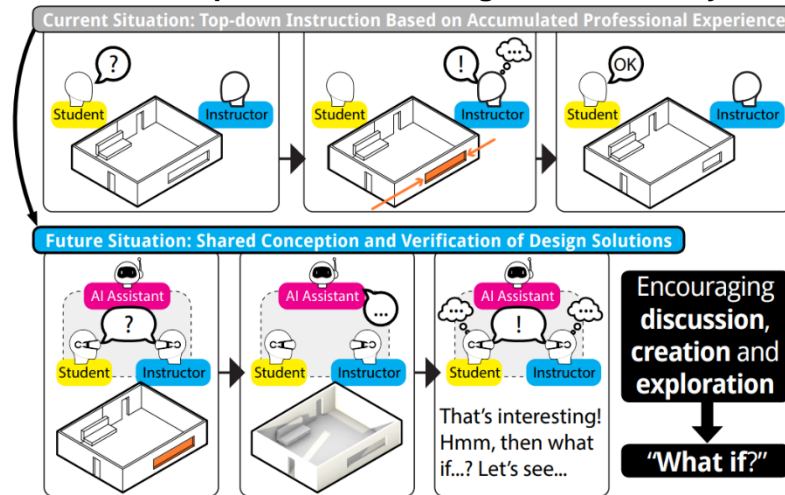 Current Situation: Top-down Instruction Based on Accumulated Professional Experience
?
Student
Instructor
!
...
Student
Instructor
OK
Student
Instructor
Future Situation: Shared Conception and Verification of Design Solutions
AI Assistant
?
Student
Instructor
AI Assistant
...
Student
Instructor
...
AI Assistant
!
...
Student
Instructor
That's interesting!
Hmm, then what
if...? Let's see...
Encouraging
discussion,
creation and
exploration
"What if?"